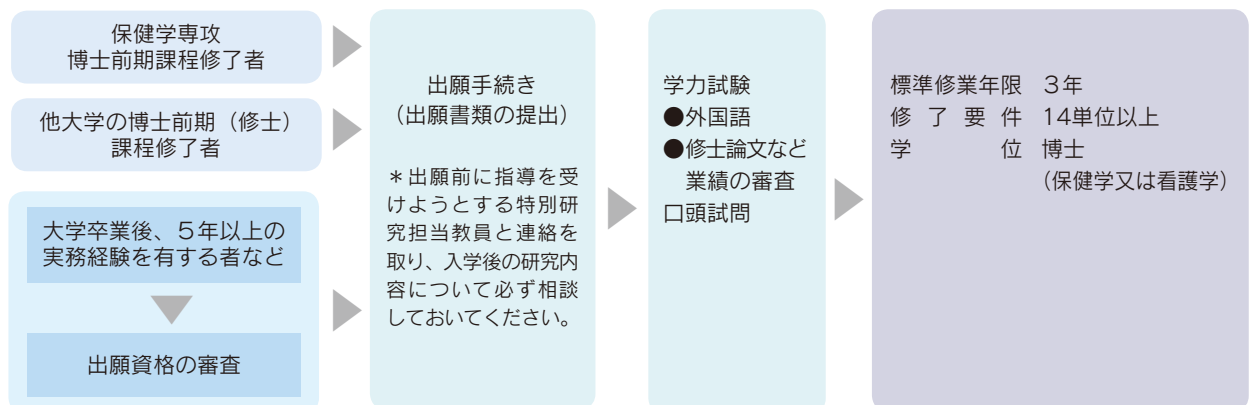 保健学専攻
博士前期課程修了者
他大学の博士前期（修士）
課程修了者
大学卒業後、５年以上の
実務経験を有する者など
出願資格の審査
出願手続き
（出願書類の提出）
＊出願前に指導を受
けようとする特別研
究担当教員と連絡を
取り、入学後の研究内
容について必ず相談
しておいてください。
学力試験
●外国語
●修士論文など
業績の審査
口頭試問
標準修業年限　３年
修了要件　14単位以上
学位　博士
（保健学又は看護学）